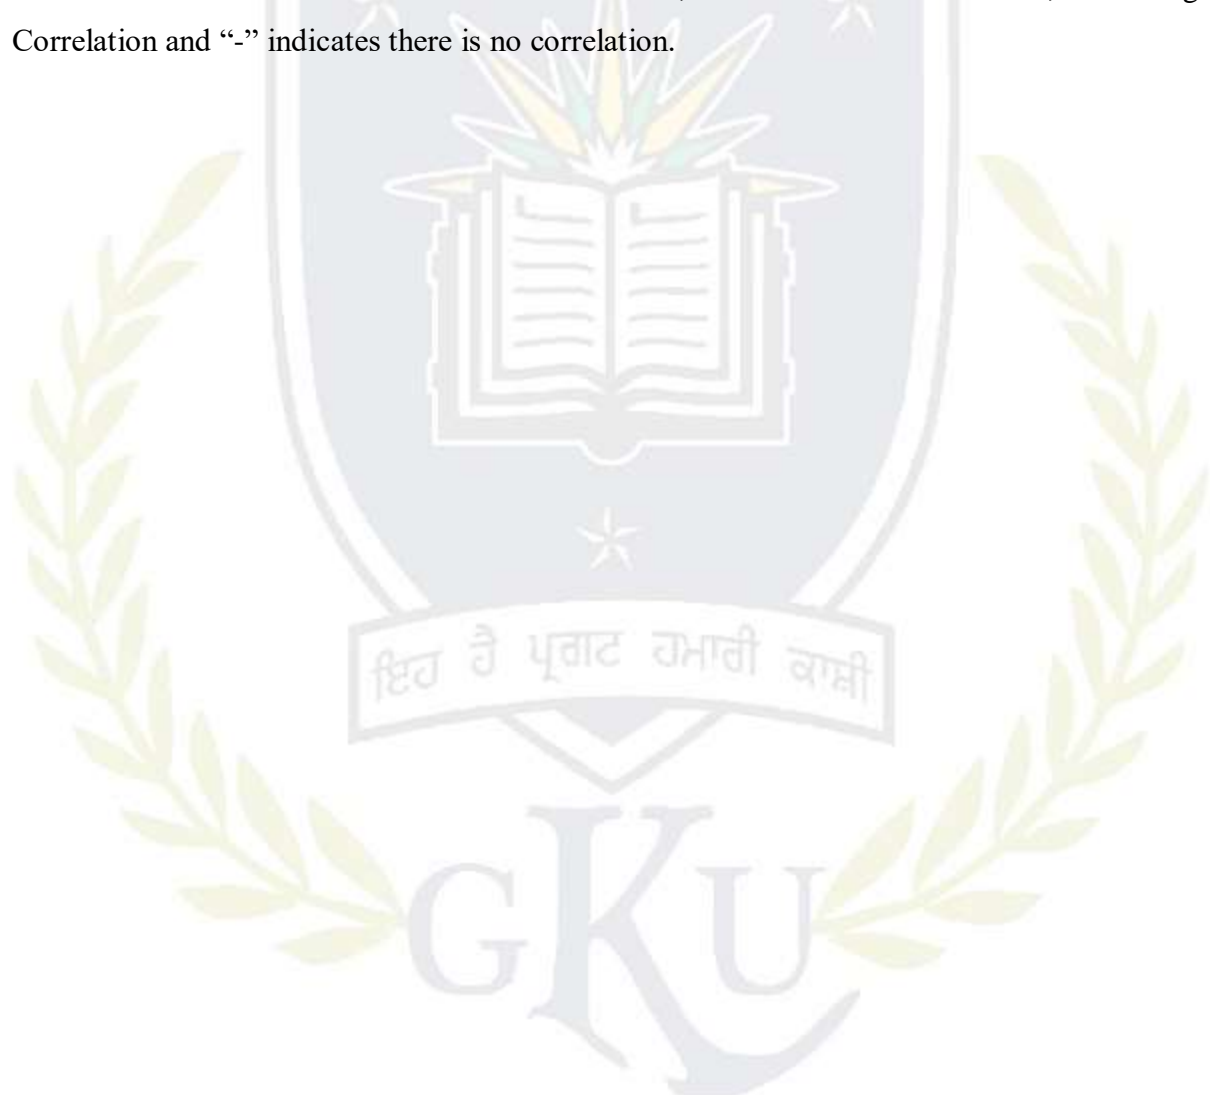 Correlation and “-” indicates there is no correlation.
ਇਹ ਹੈ ਪ੍ਰਗਟ ਹਮਾਰੀ ਕਾਸ਼ੀ
GKU